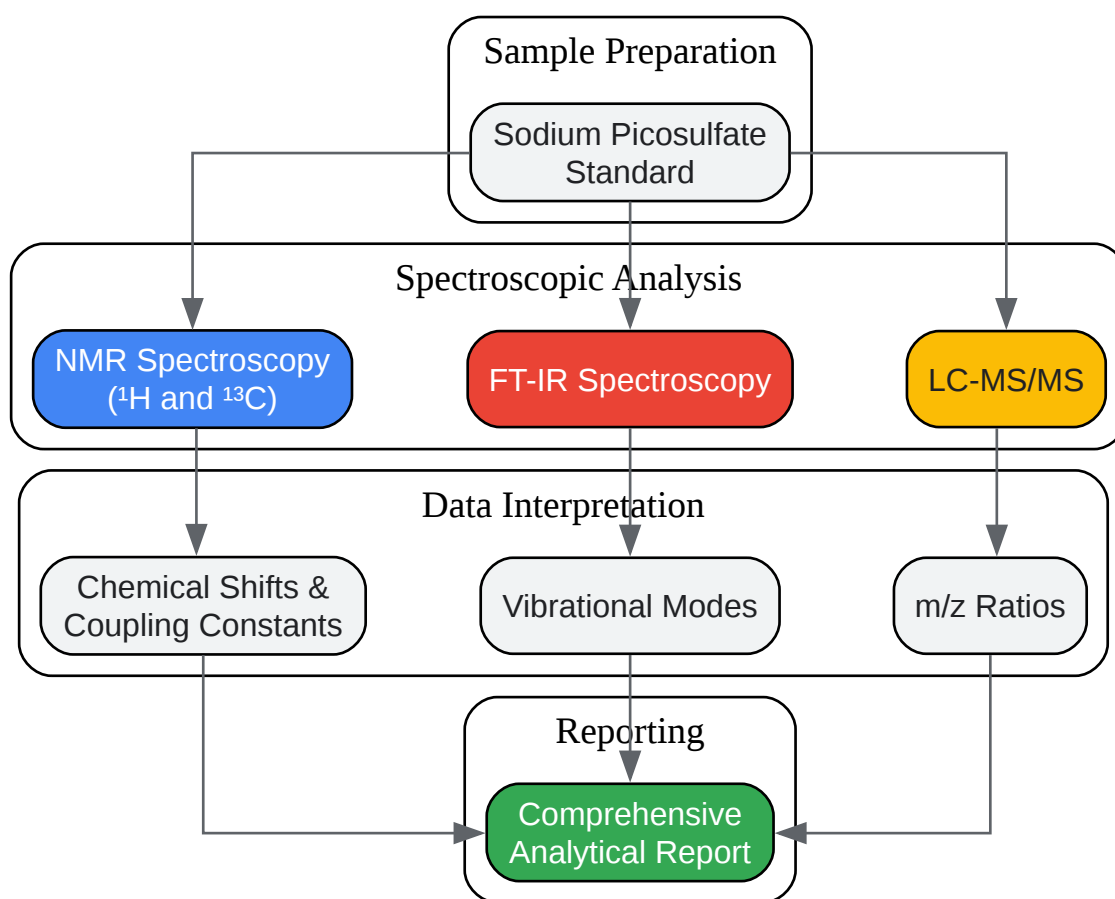 Sample Preparation
Sodium Picosulfate
Standard
Spectroscopic Analysis
NMR Spectroscopy
(¹H and ¹³C)
FT-IR Spectroscopy
LC-MS/MS
Data Interpretation
Chemical Shifts &
Coupling Constants
Vibrational Modes
m/z Ratios
Reporting
Comprehensive
Analytical Report